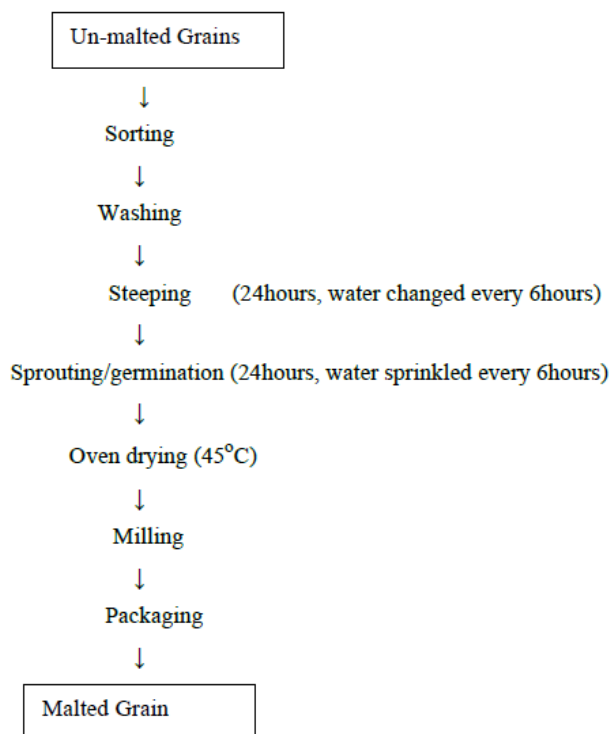 Un-malted Grains
↓
Sorting
↓
Washing
↓
Steeping (24hours, water changed every 6hours)
↓
Sprouting/germination (24hours, water sprinkled every 6hours)
↓
Oven drying (45°C)
↓
Milling
↓
Packaging
↓
Malted Grain